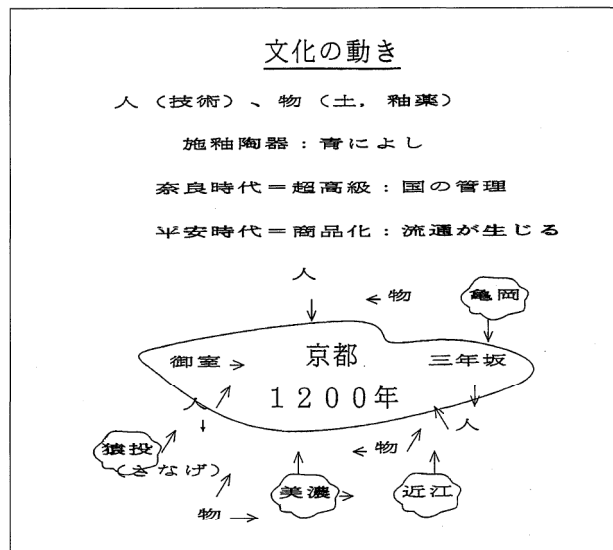 文化の動き
人（技術）、物（土．釉薬）
施釉陶器：青によし
奈良時代＝超高級：国の管理
平安時代＝商品化：流通が生じる
人
←物
亀岡
御室→
京都
三年坂
1200年
人
人
猿投
(さなげ)
←物
物→
美濃
近江